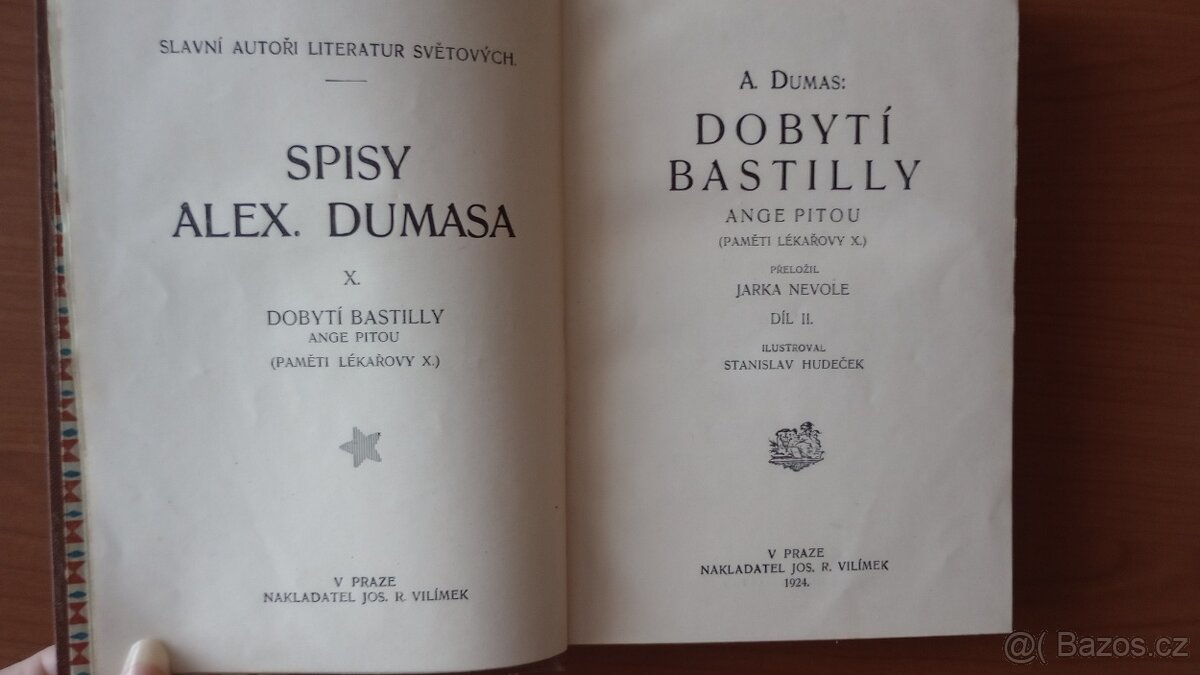 SLAVNÍ AUTOŘI LITERATUR SVĚTOVÝCH.
SPISY
ALEX. DUMASA
X.
DOBYTÍ BASTILLY
ANGE PITOU
(PAMĚTI LÉKAŘOVY X.)
V PRAZE
NAKLADATEL JOS. R. VILÍMEK
A. DUMAS:
DOBYTÍ
BASTILLY
ANGE PITOU
(PAMĚTI LÉKAŘOVY X.)
PŘELOŽIL
JARKA NEVOLE
DÍL II.
ILUSTROVAL
STANISLAV HUDEČEK
V PRAZE
NAKLADATEL JOS. R. VILÍMEK
1924.
@( Bazos.cz